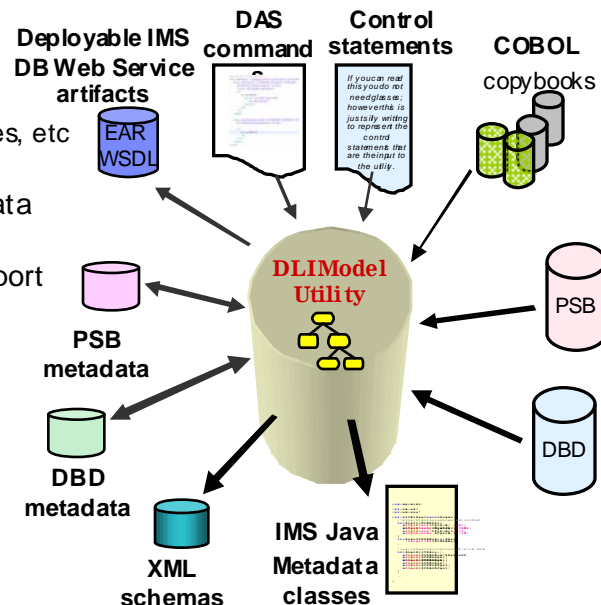 Deployable IMS
DB Web Service
artifacts
DAS
command
s
Control
statements
COBOL
copybooks
es, etc
ata
port
EAR
WSDL
If you can read
this you do not
need glasses;
however this is
just silly writing
to represent the
control
statements that
are the input to
the utiliy.
DLIModel
Utility
PSB
metadata
DBD
metadata
XML
schemas
IMS Java
Metadata
classes
PSB
DBD